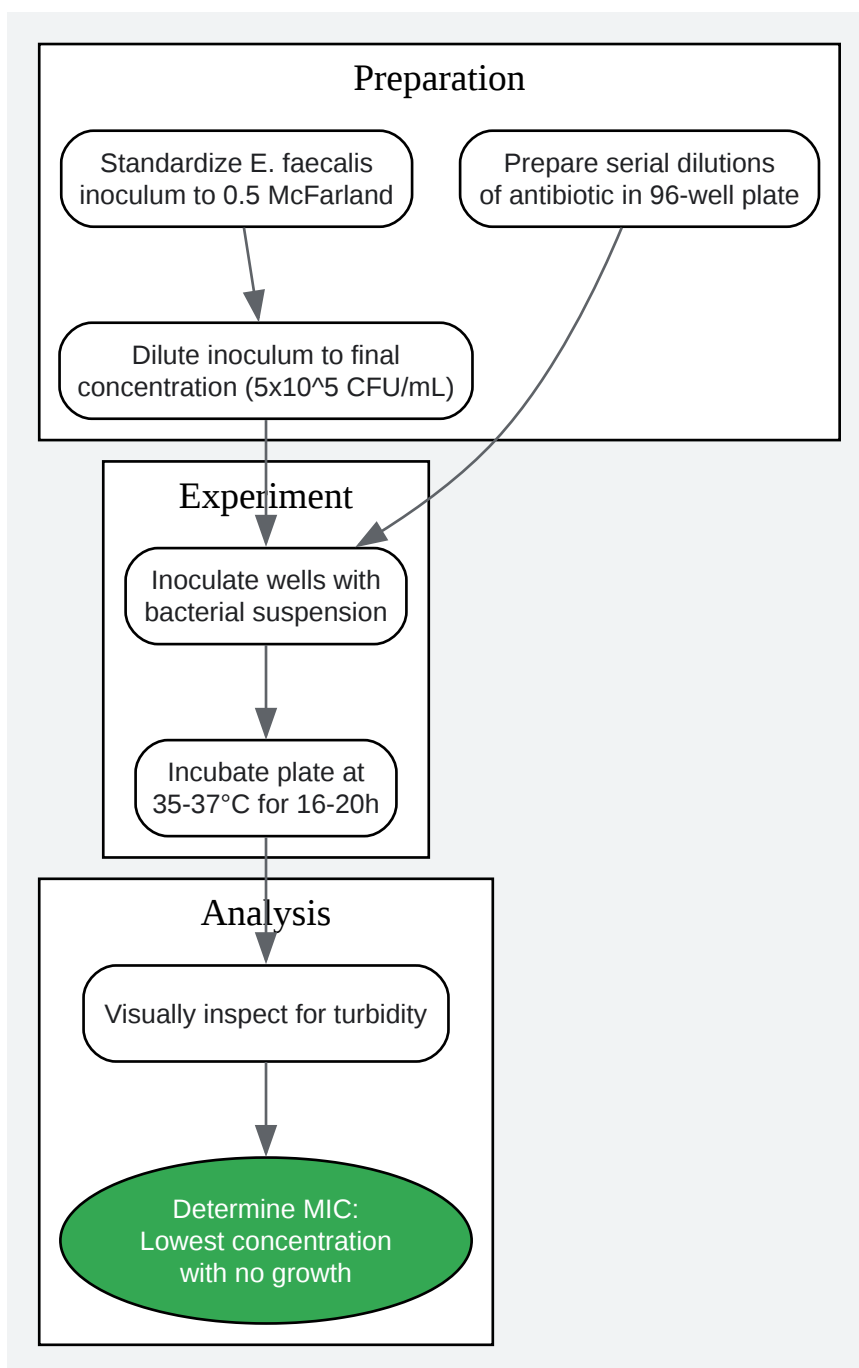 Preparation
Standardize E. faecalis
inoculum to 0.5 McFarland
Prepare serial dilutions
of antibiotic in 96-well plate
Dilute inoculum to final
concentration (5x10^5 CFU/mL)
Experiment
Inoculate wells with
bacterial suspension
Incubate plate at
35-37°C for 16-20h
Analysis
Visually inspect for turbidity
Determine MIC:
Lowest concentration
with no growth